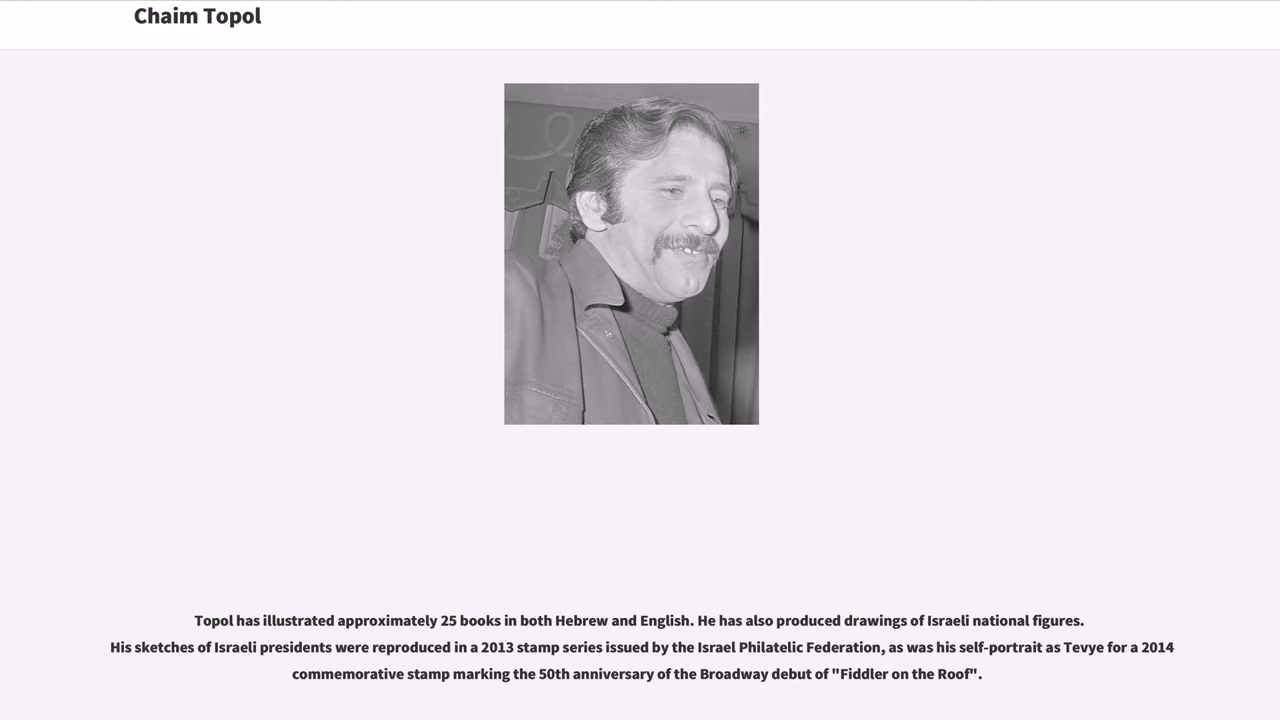 Chaim Topol
Topol has illustrated approximately 25 books in both Hebrew and English. He has also produced drawings of Israeli national figures.
His sketches of Israeli presidents were reproduced in a 2013 stamp series issued by the Israel Philatelic Federation, as was his self-portrait as Tevye for a 2014
commemorative stamp marking the 50th anniversary of the Broadway debut of "Fiddler on the Roof".